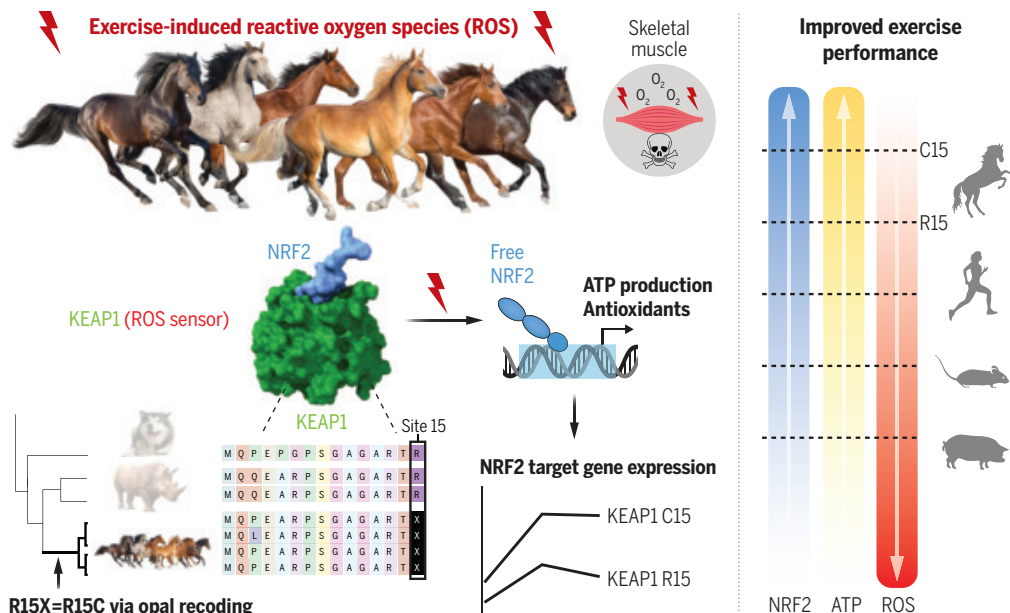 Exercise-induced reactive oxygen species (ROS)
Skeletal
muscle
O2
O2 O2
NRF2
KEAP1 (ROS sensor)
Free
NRF2
ATP production
Antioxidants
KEAP1
Site 15
M Q P E P G P S G A G A R T R
M Q Q E A R P S G A G A R T R
M Q Q E A R P S G A G A R T R
M Q P E A R P S G A G A R T X
M Q L E A R P S G A G A R T X
M Q P E A R P S G A G A R T X
M Q P E A R P S G A G A R T X
R15X=R15C via opal recoding
NRF2 target gene expression
KEAP1 C15
KEAP1 R15
Improved exercise
performance
C15
R15
NRF2 ATP ROS